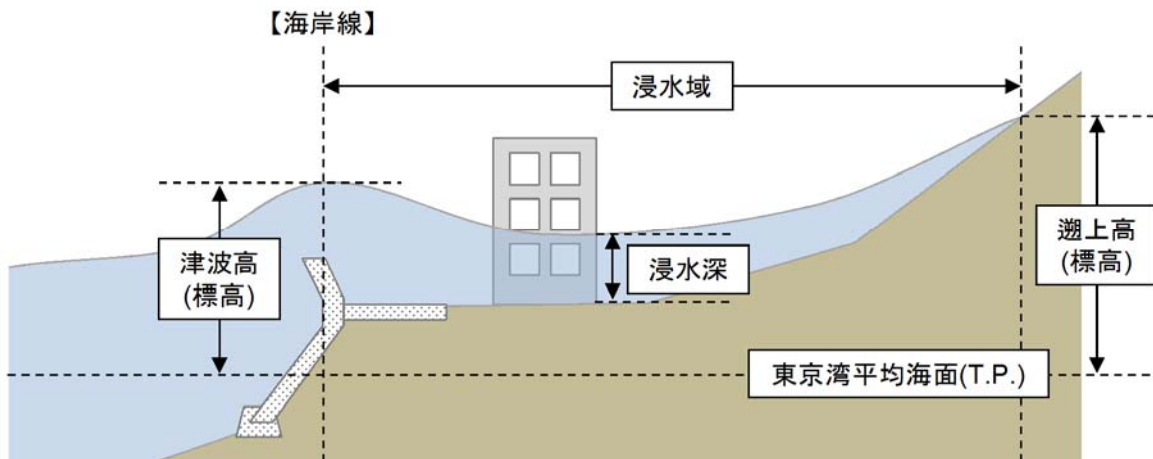 【海岸線】
浸水域
津波高
(標高)
浸水深
遡上高
(標高)
東京湾平均海面(T.P.)